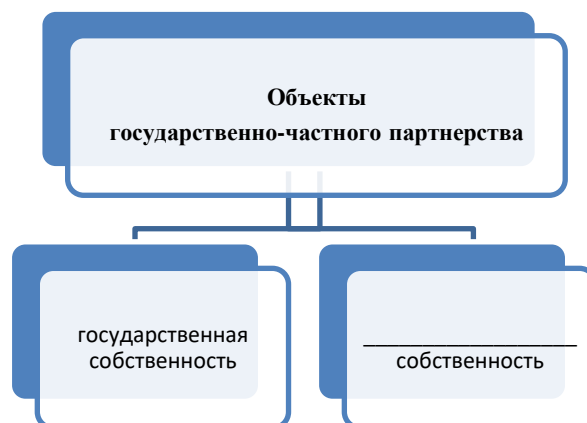 Объекты
государственно-частного партнерства
государственная
собственность
__________________
собственность